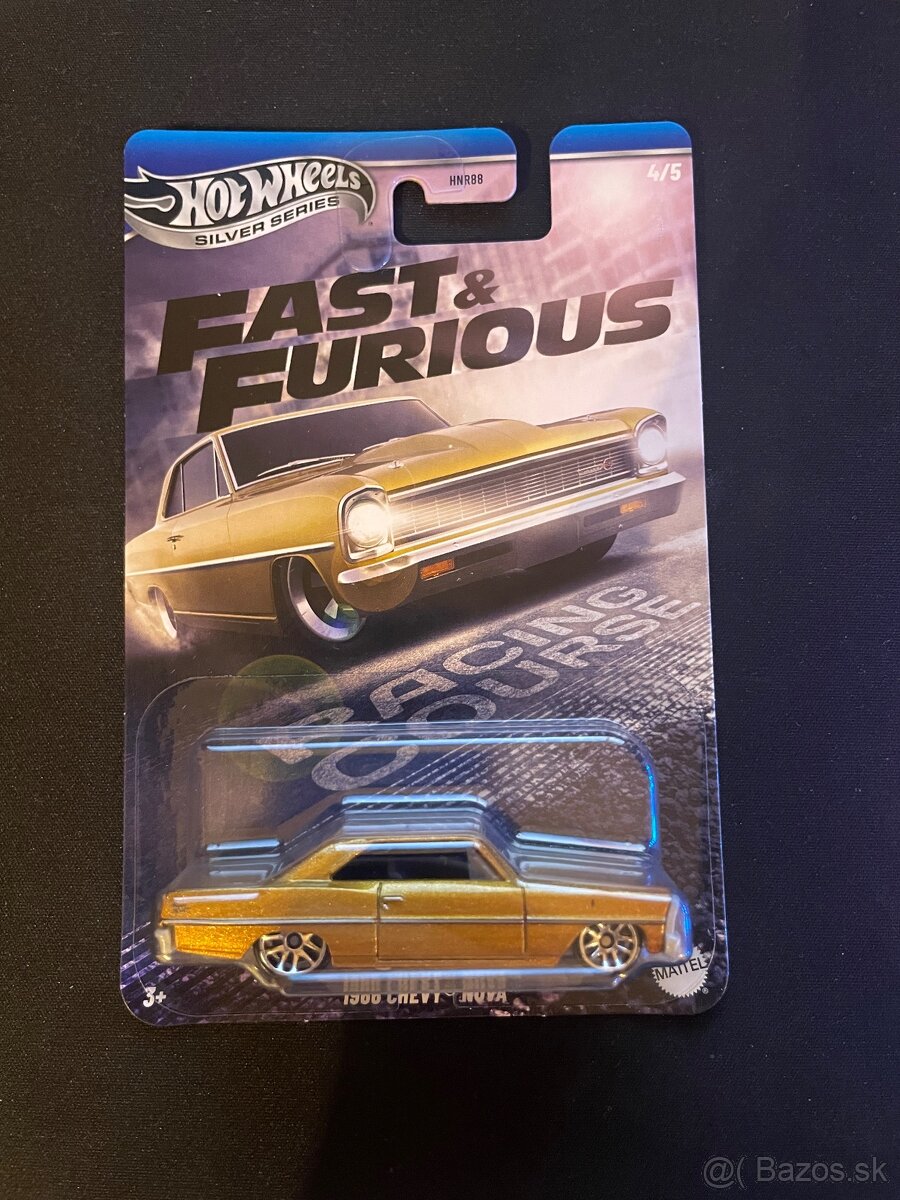 HOT WHEELS
SILVER SERIES
HNR88
4/5
FAST &
FURIOUS
RACING
COURSE
MATTEL
®
3+
1966 CHEVY® NOVA
@( Bazos.sk